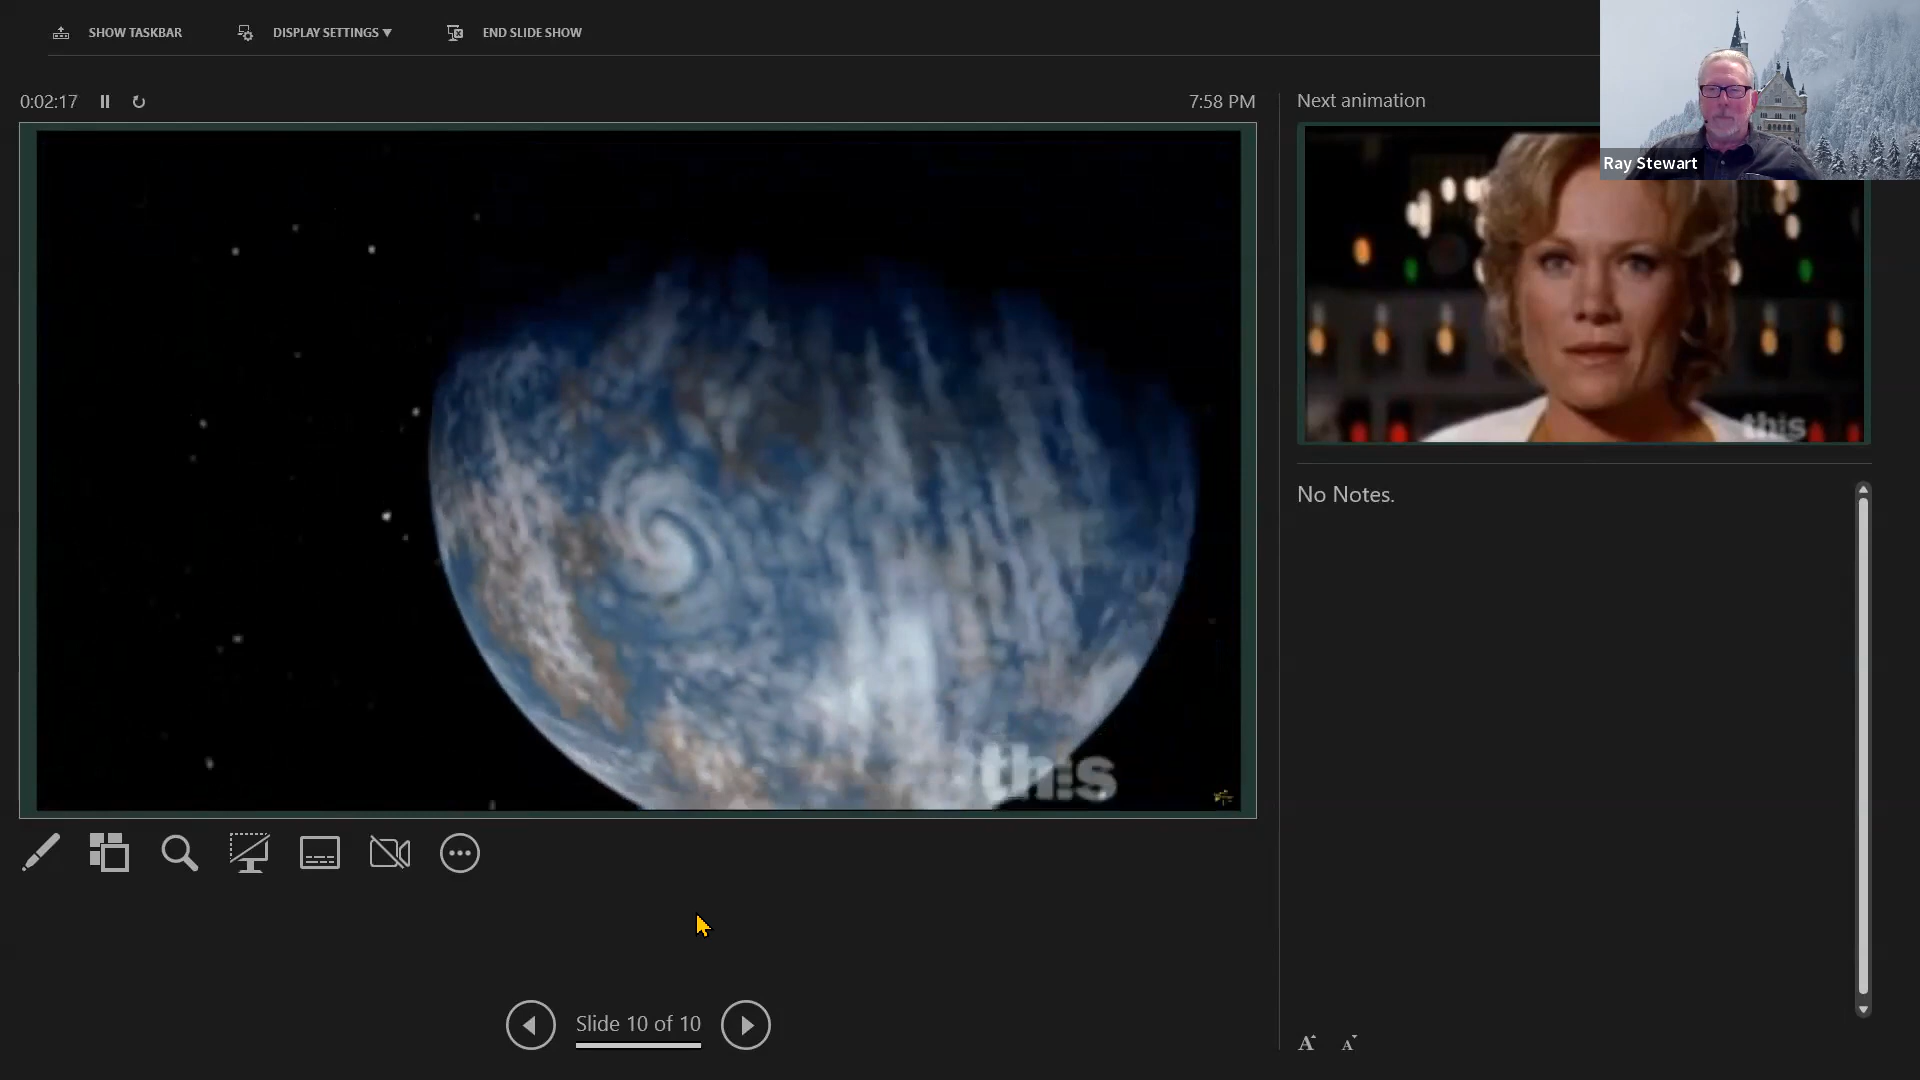 SHOW TASKBAR
DISPLAY SETTINGS ▼
END SLIDE SHOW
0:02:17
7:58 PM
Next animation
Ray Stewart
this
No Notes.
this
Slide 10 of 10
A
A